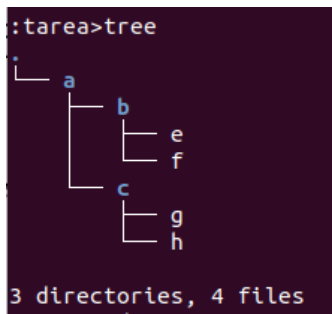 :tarea>tree
.
└── a
    ├── b
    │   ├── e
    │   └── f
    └── c
        ├── g
        └── h
3 directories, 4 files